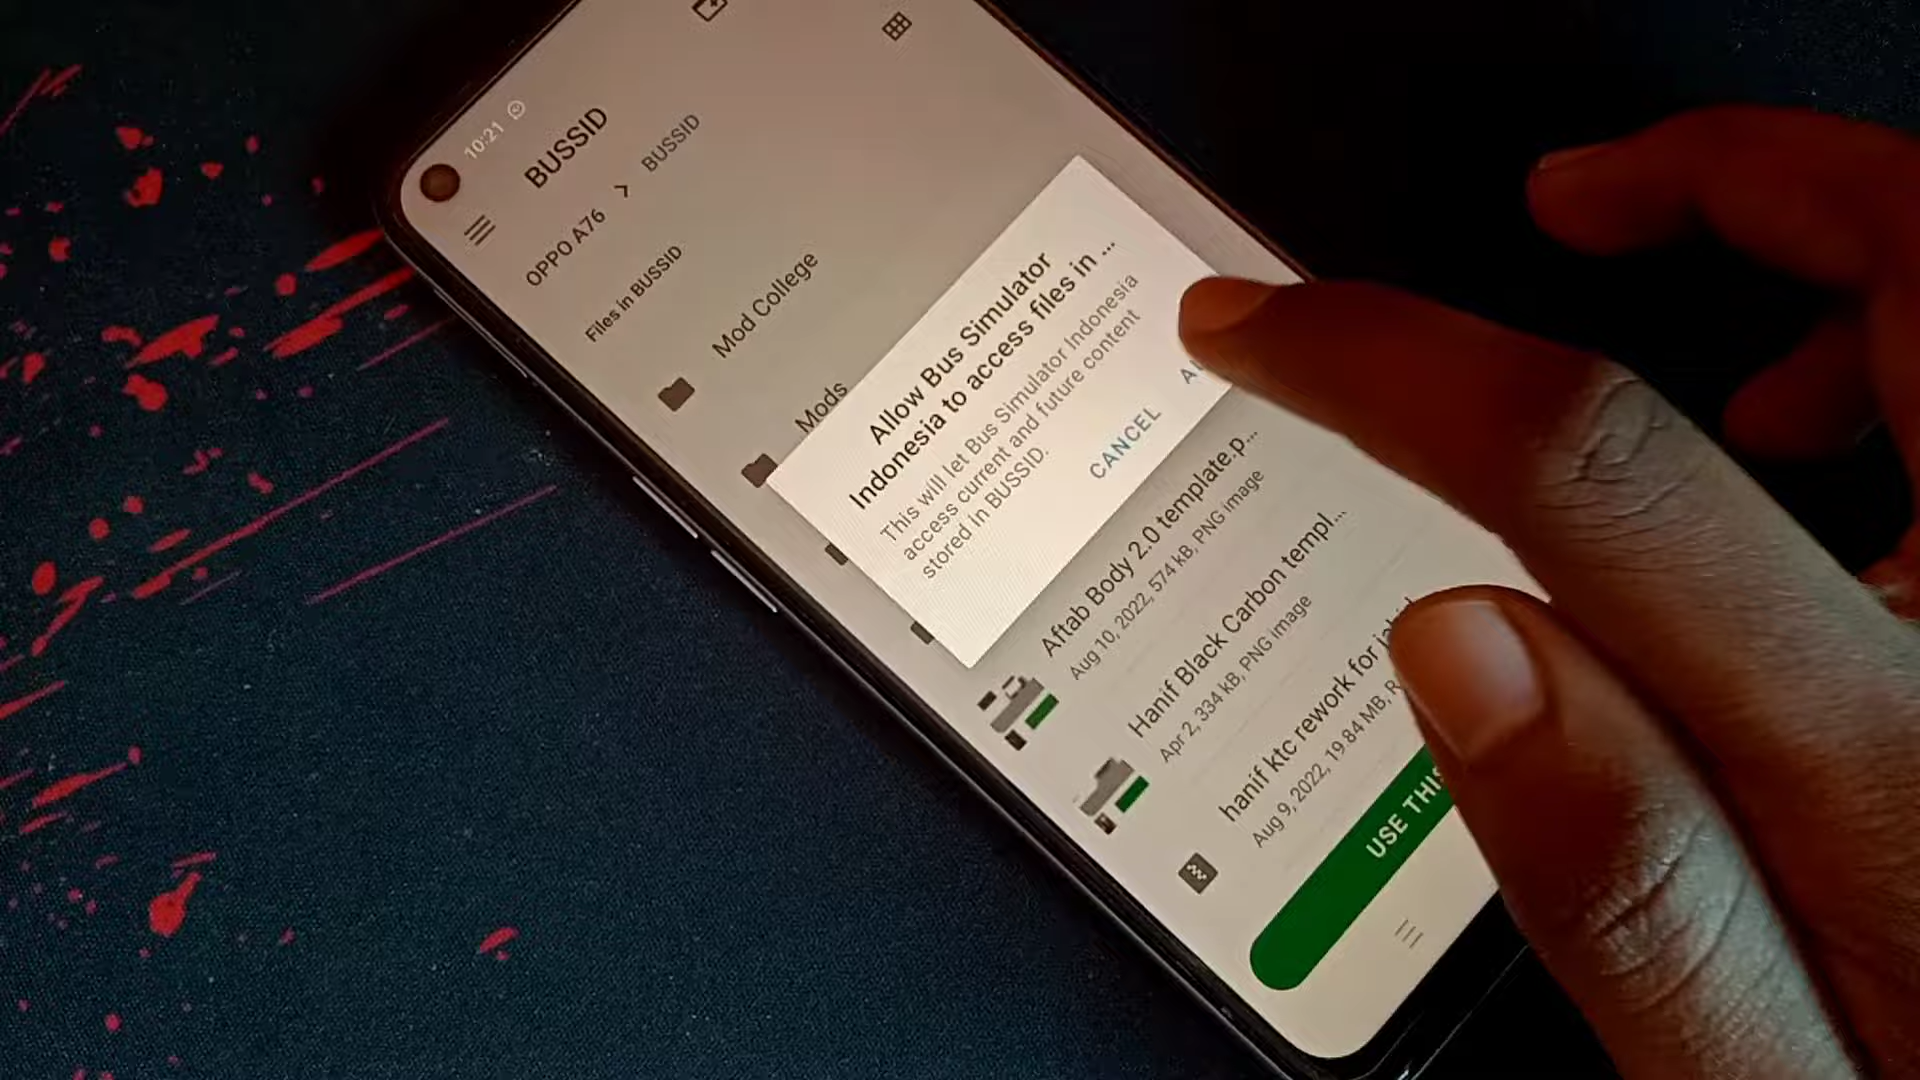 10:21
BUSSID
OPPO A76 > BUSSID
Files in BUSSID
Mod College
Mods
Allow Bus Simulator
Indonesia to access files in ...
This will let Bus Simulator Indonesia
access current and future content
stored in BUSSID.
CANCEL
Aftab Body 2.0 template.p...
Aug 10, 2022, 574 kB, PNG image
Hanif Black Carbon templ...
Apr 2, 334 kB, PNG image
hanif ktc rework for
Aug 9, 2022, 19.84 MB,
USE THIS